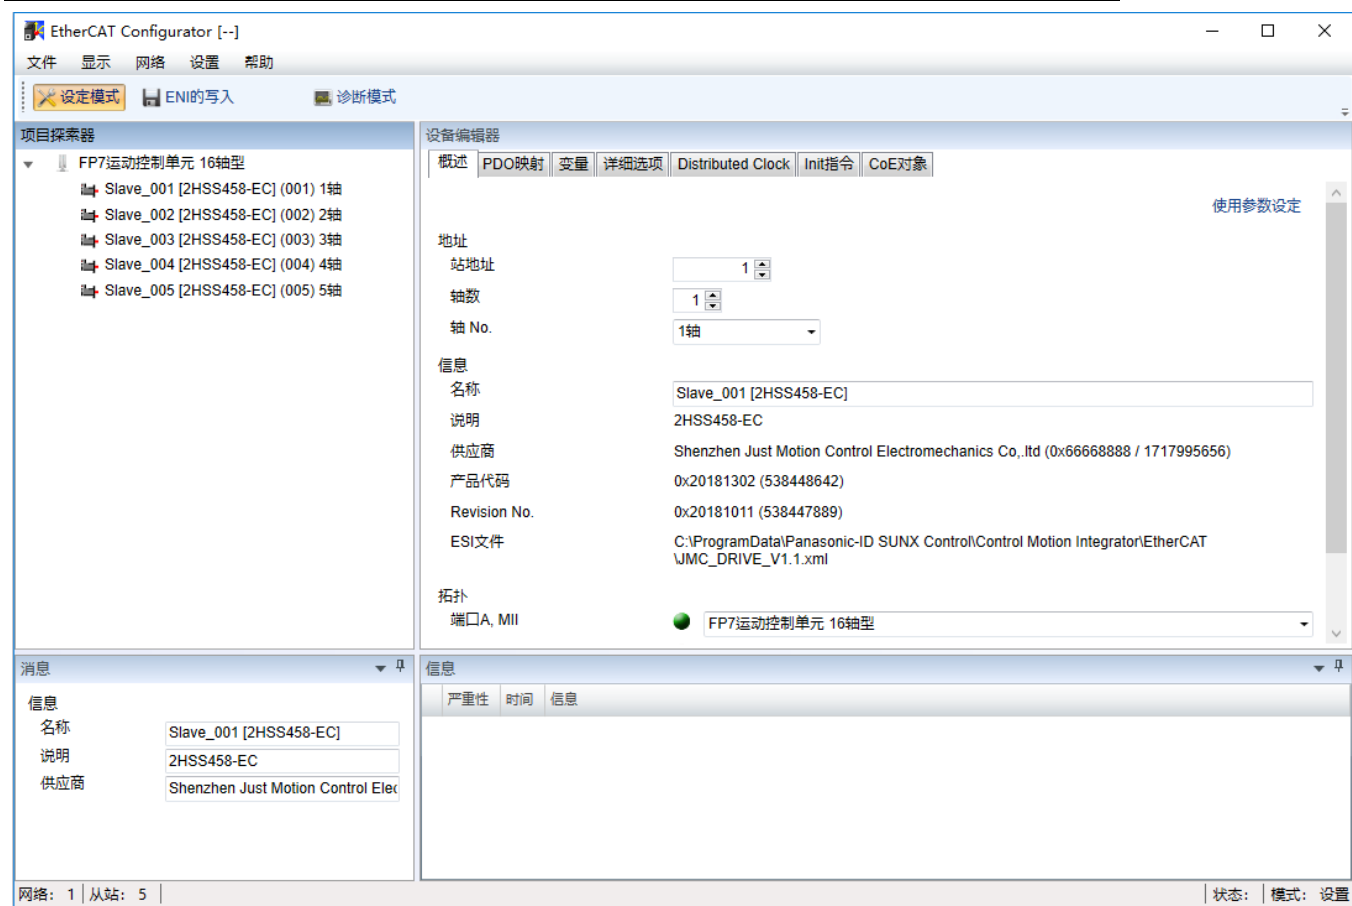 EtherCAT Configurator [--]
文件 显示 网络 设置 帮助
设定模式 ENI的写入 诊断模式
项目探索器
FP7运动控制单元 16轴型
Slave_001 [2HSS458-EC] (001) 1轴
Slave_002 [2HSS458-EC] (002) 2轴
Slave_003 [2HSS458-EC] (003) 3轴
Slave_004 [2HSS458-EC] (004) 4轴
Slave_005 [2HSS458-EC] (005) 5轴
设备编辑器
概述 PDO映射 变量 详细选项 Distributed Clock Init指令 CoE对象
使用参数设定
地址
站地址 1
轴数 1
轴 No. 1轴
信息
名称 Slave_001 [2HSS458-EC]
说明 2HSS458-EC
供应商 Shenzhen Just Motion Control Electromechanics Co,.ltd (0x66668888 / 1717995656)
产品代码 0x20181302 (538448642)
Revision No. 0x20181011 (538447889)
ESI文件 C:\ProgramData\Panasonic-ID SUNX Control\Control Motion Integrator\EtherCAT
\JMC_DRIVE_V1.1.xml
拓扑
端口A, MII FP7运动控制单元 16轴型
消息
信息
名称 Slave_001 [2HSS458-EC]
说明 2HSS458-EC
供应商 Shenzhen Just Motion Control Elec
信息
严重性 时间 信息
网络: 1 从站: 5 状态: 模式: 设置